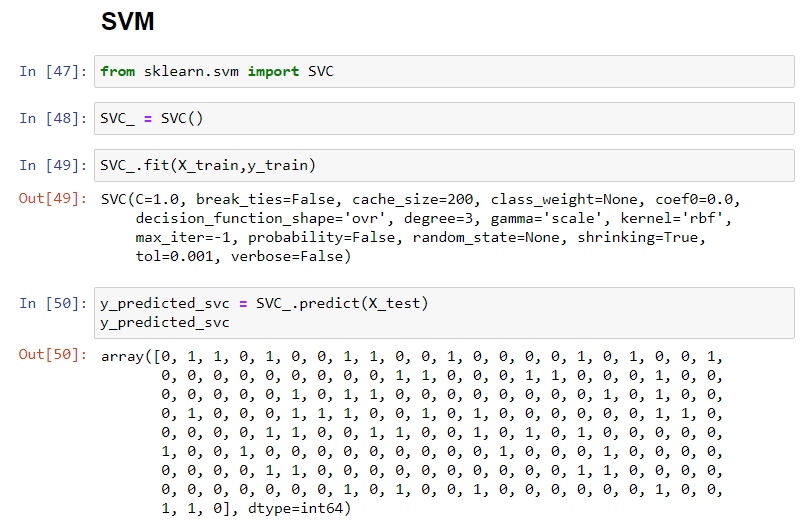 SVM
In [47]: from sklearn.svm import SVC
In [48]: SVC_ = SVC()
In [49]: SVC_.fit(X_train,y_train)
Out[49]: SVC(C=1.0, break_ties=False, cache_size=200, class_weight=None, coef0=0.0,
decision_function_shape='ovr', degree=3, gamma='scale', kernel='rbf',
max_iter=-1, probability=False, random_state=None, shrinking=True,
tol=0.001, verbose=False)
In [50]: y_predicted_svc = SVC_.predict(X_test)
y_predicted_svc
Out[50]: array([0, 1, 1, 0, 1, 0, 0, 1, 1, 0, 0, 1, 0, 0, 0, 0, 1, 0, 1, 0, 0, 1,
0, 0, 0, 0, 0, 0, 0, 0, 0, 1, 1, 0, 0, 0, 1, 1, 0, 0, 0, 1, 0, 0,
0, 0, 0, 0, 0, 1, 0, 1, 1, 0, 0, 0, 0, 0, 0, 0, 0, 1, 0, 1, 0, 0,
0, 1, 0, 0, 0, 1, 1, 1, 0, 0, 1, 0, 1, 0, 0, 0, 0, 0, 0, 1, 1, 0,
0, 0, 0, 0, 1, 1, 0, 0, 1, 1, 0, 0, 1, 0, 1, 0, 1, 0, 0, 0, 0, 0,
1, 0, 0, 1, 0, 0, 0, 0, 0, 0, 0, 0, 0, 1, 0, 0, 0, 1, 0, 0, 0, 0,
0, 0, 0, 0, 1, 1, 0, 0, 0, 0, 0, 0, 0, 0, 0, 0, 1, 1, 0, 0, 0, 0,
0, 0, 0, 0, 0, 0, 0, 1, 0, 1, 0, 0, 1, 0, 0, 0, 0, 0, 0, 1, 0, 0,
1, 1, 0], dtype=int64)